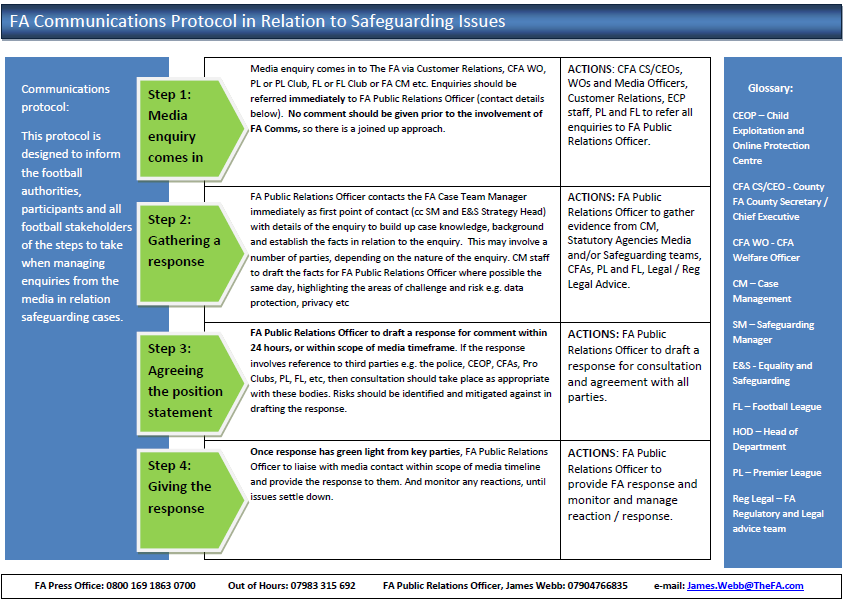 FA Communications Protocol in Relation to Safeguarding Issues
Communications
protocol:
This protocol is
designed to inform
the football
authorities,
participants and all
football stakeholders
of the steps to take
when managing
enquiries from the
media in relation
safeguarding cases.
Step 1:
Media
enquiry
comes in
Media enquiry comes in to The FA via Customer Relations, CFA WO,
PL or PL Club, FL or FL Club or FA CM etc. Enquiries should be
referred immediately to FA Public Relations Officer (contact details
below). No comment should be given prior to the involvement of
FA Comms, so there is a joined up approach.
ACTIONS: CFA CS/CEOs,
WOs and Media Officers,
Customer Relations, ECP
staff, PL and FL to refer all
enquiries to FA Public
Relations Officer.
Step 2:
Gathering a
response
FA Public Relations Officer contacts the FA Case Team Manager
immediately as first point of contact (cc SM and E&S Strategy Head)
with details of the enquiry to build up case knowledge, background
and establish the facts in relation to the enquiry. This may involve a
number of parties, depending on the nature of the enquiry. CM staff
to draft the facts for FA Public Relations Officer where possible the
same day, highlighting the areas of challenge and risk e.g. data
protection, privacy etc
ACTIONS: FA Public
Relations Officer to gather
evidence from CM,
Statutory Agencies Media
and/or Safeguarding teams,
CFAs, PL and FL, Legal / Reg
Legal Advice.
Step 3:
Agreeing
the position
statement
FA Public Relations Officer to draft a response for comment within
24 hours, or within scope of media timeframe. If the response
involves reference to third parties e.g. the police, CEOP, CFAs, Pro
Clubs, PL, FL, etc, then consultation should take place as appropriate
with these bodies. Risks should be identified and mitigated against in
drafting the response.
ACTIONS: FA Public
Relations Officer to draft a
response for consultation
and agreement with all
parties.
Step 4:
Giving the
response
Once response has green light from key parties, FA Public Relations
Officer to liaise with media contact within scope of media timeline
and provide the response to them. And monitor any reactions, until
issues settle down.
ACTIONS: FA Public
Relations Officer to
provide FA response and
monitor and manage
reaction / response.
Glossary:
CEOP – Child
Exploitation and
Online Protection
Centre
CFA CS/CEO - County
FA County Secretary /
Chief Executive
CFA WO - CFA
Welfare Officer
CM – Case
Management
SM – Safeguarding
Manager
E&S - Equality and
Safeguarding
FL – Football League
HOD – Head of
Department
PL – Premier League
Reg Legal – FA
Regulatory and Legal
advice team
FA Press Office: 0800 169 1863 0700 Out of Hours: 07983 315 692 FA Public Relations Officer, James Webb: 07904766835 e-mail: James.Webb@TheFA.com